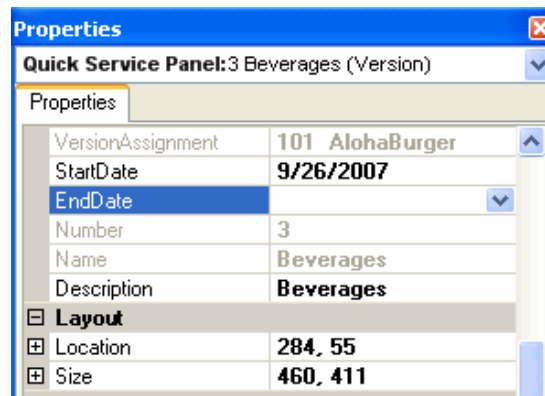 Properties
Quick Service Panel:3 Beverages (Version)
Properties
VersionAssignment 101 AlohaBurger
StartDate 9/26/2007
EndDate
Number 3
Name Beverages
Description Beverages
Layout
Location 284, 55
Size 460, 411